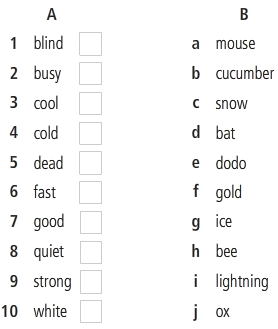 A B
1 blind a mouse
2 busy b cucumber
3 cool c snow
4 cold d bat
5 dead e dodo
6 fast f gold
7 good g ice
8 quiet h bee
9 strong i lightning
10 white j ox